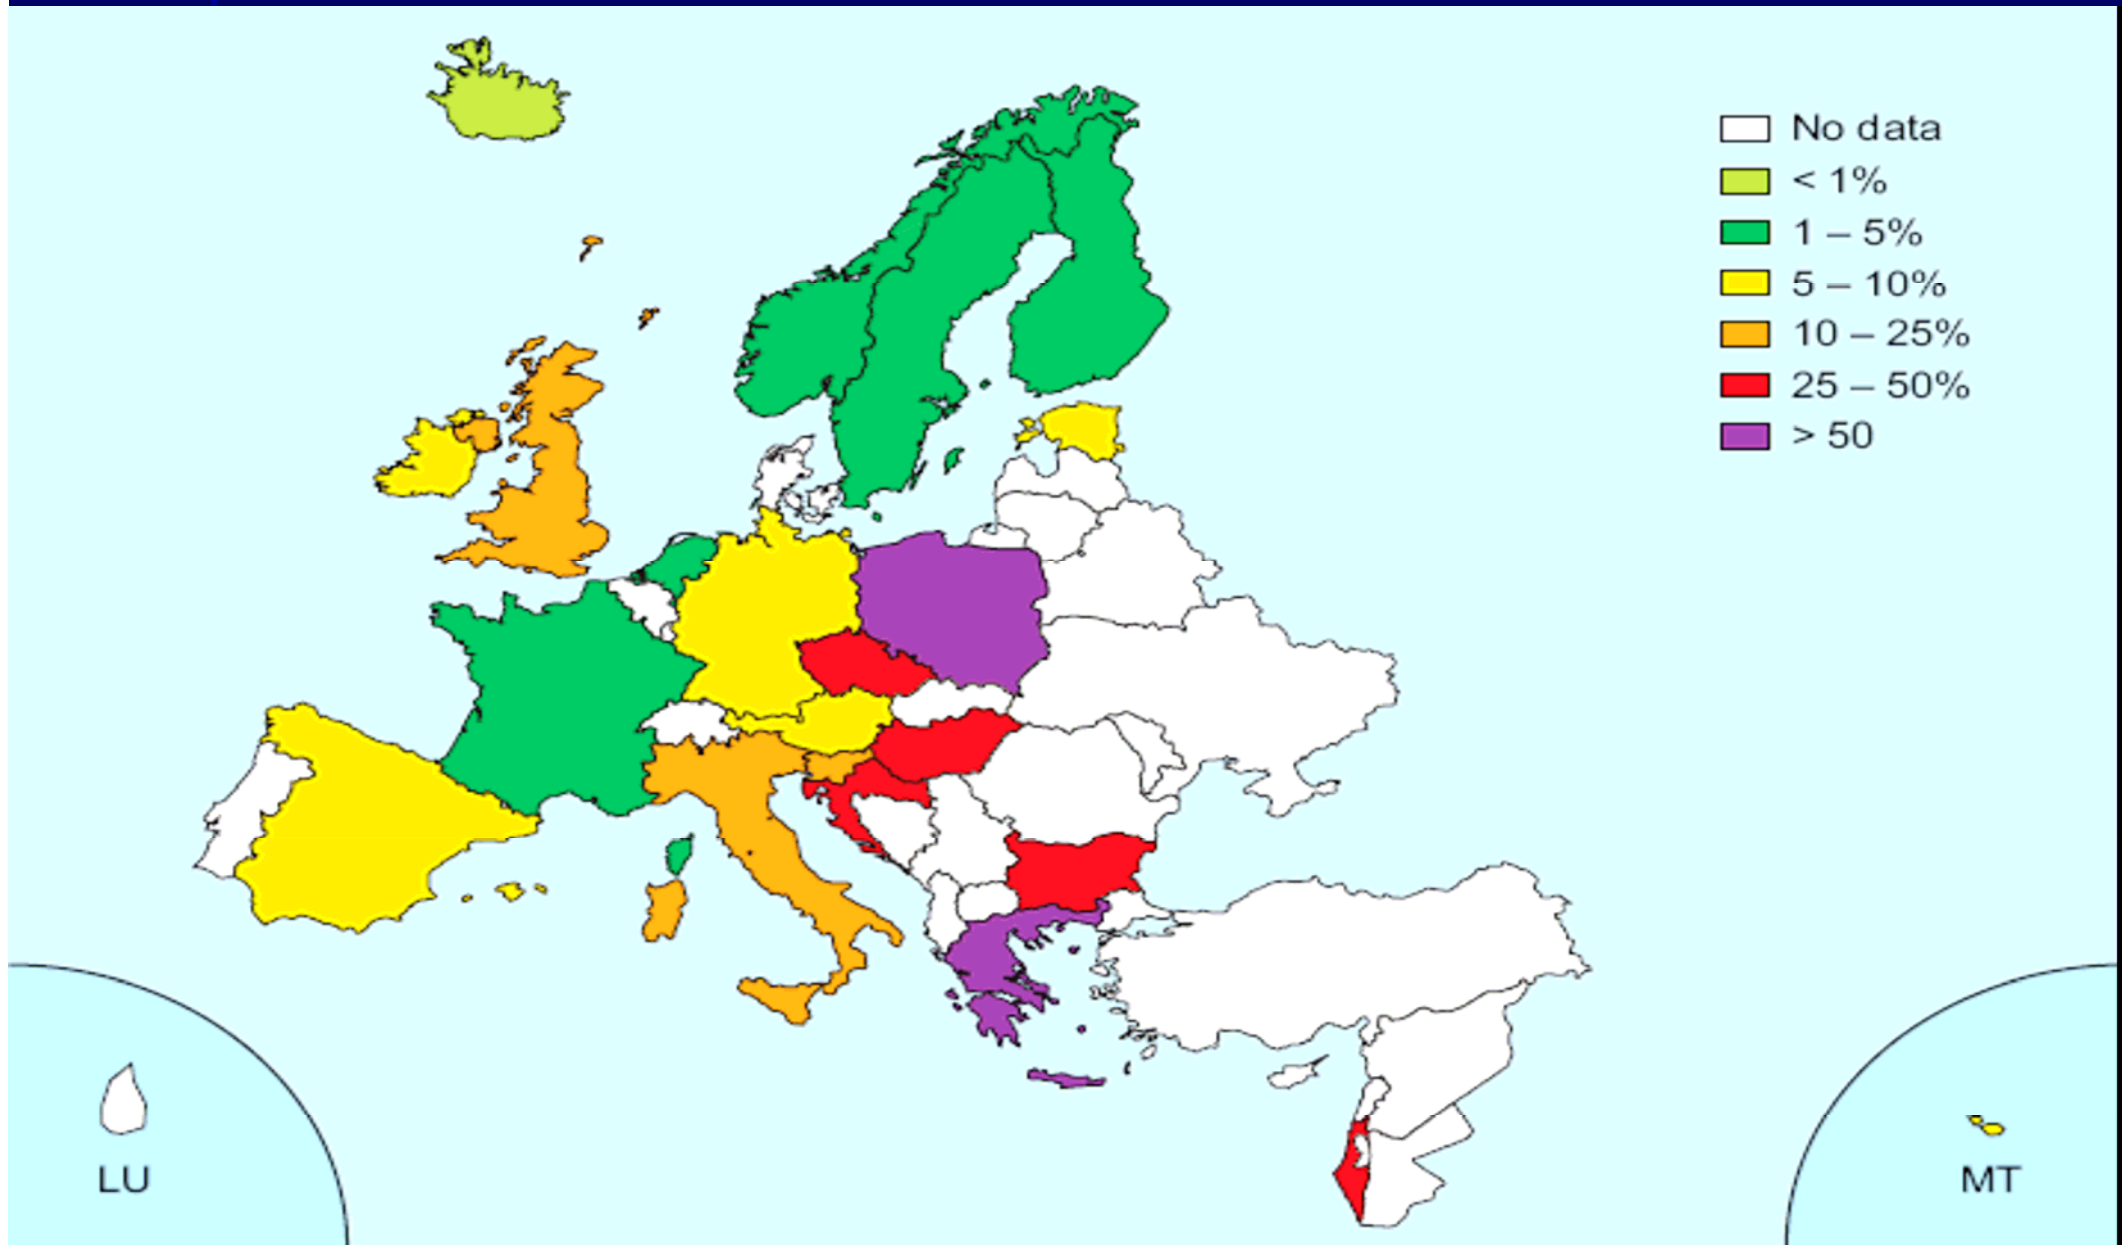 No data
< 1%
1 – 5%
5 – 10%
10 – 25%
25 – 50%
> 50
LU
MT